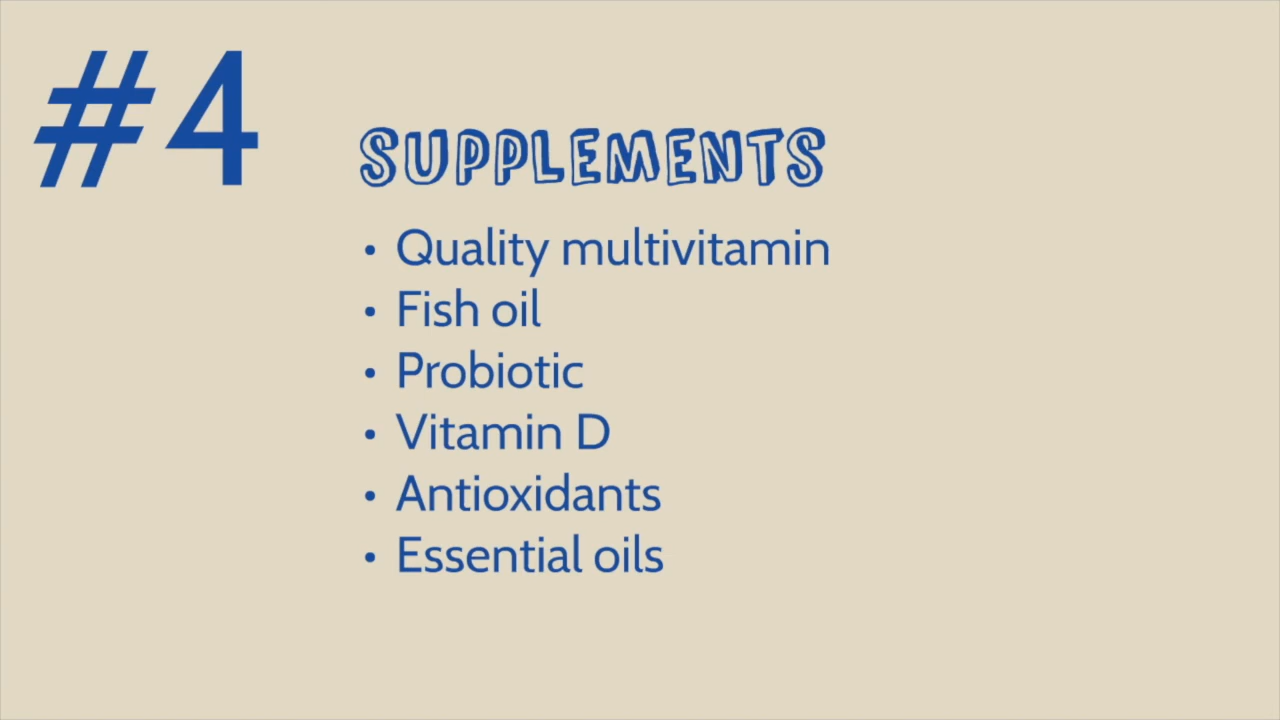 #4
SUPPLEMENTS
• Quality multivitamin
• Fish oil
• Probiotic
• Vitamin D
• Antioxidants
• Essential oils